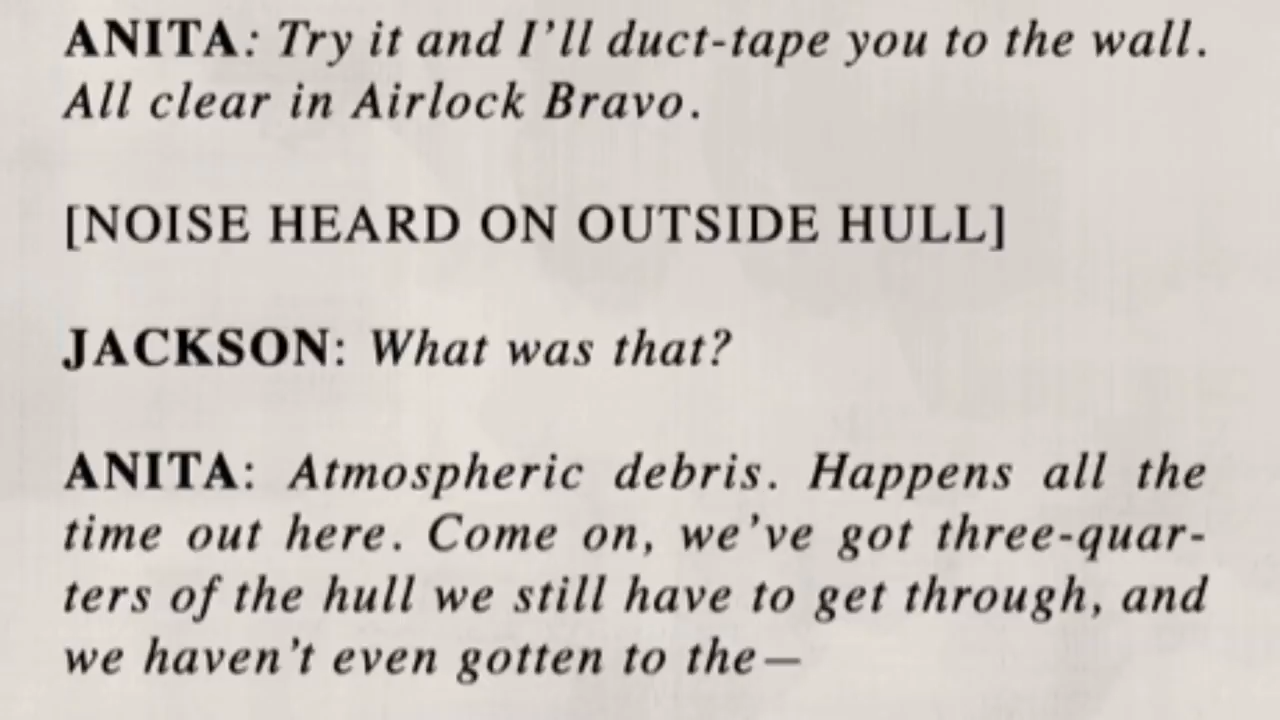 ANITA: Try it and I’ll duct-tape you to the wall.
All clear in Airlock Bravo.
[NOISE HEARD ON OUTSIDE HULL]
JACKSON: What was that?
ANITA: Atmospheric debris. Happens all the
time out here. Come on, we’ve got three-quar-
ters of the hull we still have to get through, and
we haven’t even gotten to the—